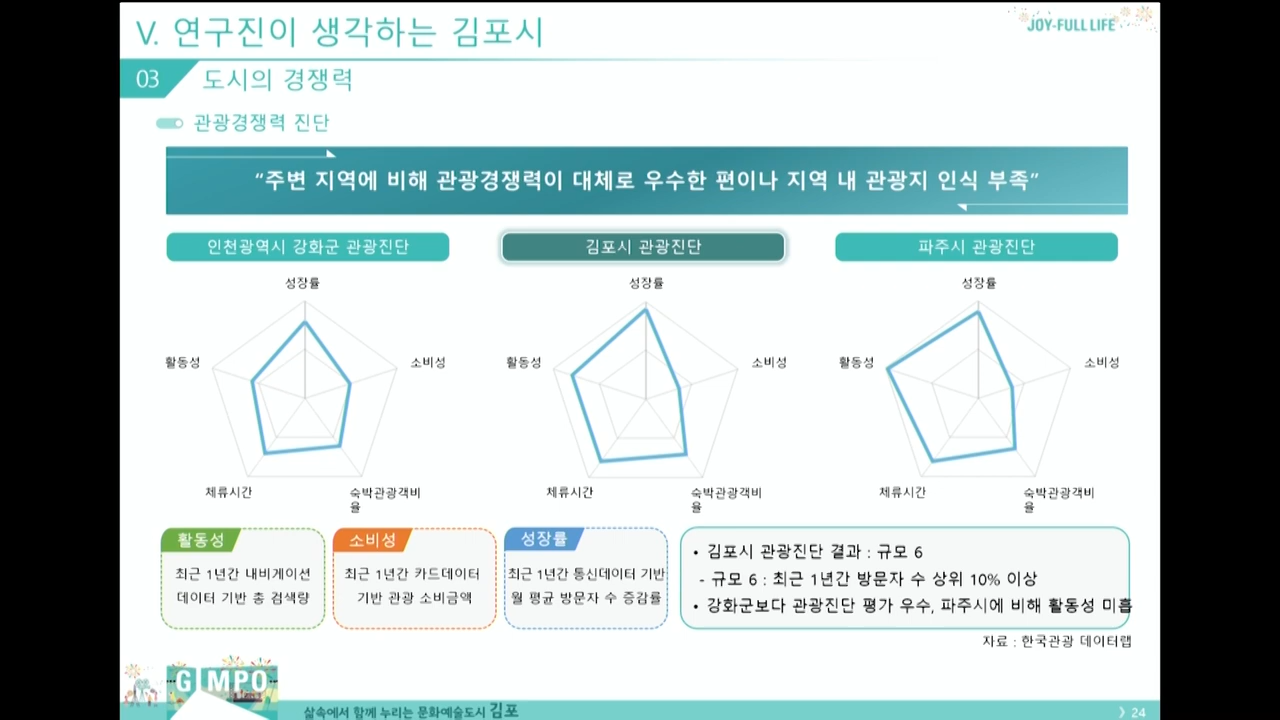 V. 연구진이 생각하는 김포시
JOY-FULL LIFE
03 도시의 경쟁력
관광경쟁력 진단
“주변 지역에 비해 관광경쟁력이 대체로 우수한 편이나 지역 내 관광지 인식 부족”
인천광역시 강화군 관광진단
성장률
활동성
소비성
체류시간
숙박관광객비
율
김포시 관광진단
성장률
활동성
소비성
체류시간
숙박관광객비
율
파주시 관광진단
성장률
활동성
소비성
체류시간
숙박관광객비
율
활동성
최근 1년간 내비게이션
데이터 기반 총 검색량
소비성
최근 1년간 카드데이터
기반 관광 소비금액
성장률
최근 1년간 통신데이터 기반
월 평균 방문자 수 증감률
• 김포시 관광진단 결과 : 규모 6
- 규모 6 : 최근 1년간 방문자 수 상위 10% 이상
• 강화군보다 관광진단 평가 우수, 파주시에 비해 활동성 미흡
자료 : 한국관광 데이터랩
GIMPO
삶속에서 함께 누리는 문화예술도시 김포
》24